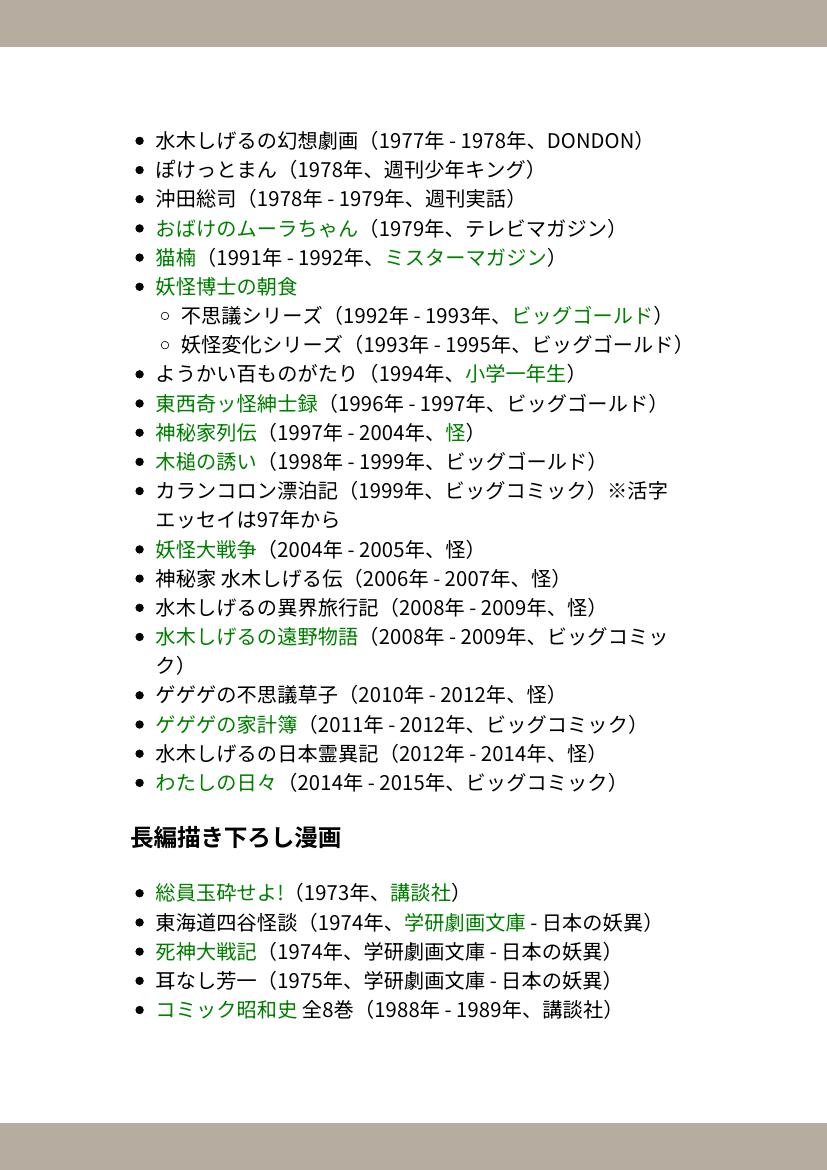 • 水木しげるの幻想劇画（1977年 - 1978年、DONDON）
• ぽけっとまん（1978年、週刊少年キング）
• 沖田総司（1978年 - 1979年、週刊実話）
• おばけのムーラちゃん（1979年、テレビマガジン）
• 猫楠（1991年 - 1992年、ミスターマガジン）
• 妖怪博士の朝食
◦ 不思議シリーズ（1992年 - 1993年、ビッグゴールド）
◦ 妖怪変化シリーズ（1993年 - 1995年、ビッグゴールド）
• ようかい百ものがたり（1994年、小学一年生）
• 東西奇ッ怪紳士録（1996年 - 1997年、ビッグゴールド）
• 神秘家列伝（1997年 - 2004年、怪）
• 木槌の誘い（1998年 - 1999年、ビッグゴールド）
• カランコロン漂泊記（1999年、ビッグコミック）※活字
エッセイは97年から
• 妖怪大戦争（2004年 - 2005年、怪）
• 神秘家 水木しげる伝（2006年 - 2007年、怪）
• 水木しげるの異界旅行記（2008年 - 2009年、怪）
• 水木しげるの遠野物語（2008年 - 2009年、ビッグコミッ
ク）
• ゲゲゲの不思議草子（2010年 - 2012年、怪）
• ゲゲゲの家計簿（2011年 - 2012年、ビッグコミック）
• 水木しげるの日本霊異記（2012年 - 2014年、怪）
• わたしの日々（2014年 - 2015年、ビッグコミック）
長編描き下ろし漫画
• 総員玉砕せよ!（1973年、講談社）
• 東海道四谷怪談（1974年、学研劇画文庫 - 日本の妖異）
• 死神大戦記（1974年、学研劇画文庫 - 日本の妖異）
• 耳なし芳一（1975年、学研劇画文庫 - 日本の妖異）
• コミック昭和史 全8巻（1988年 - 1989年、講談社）